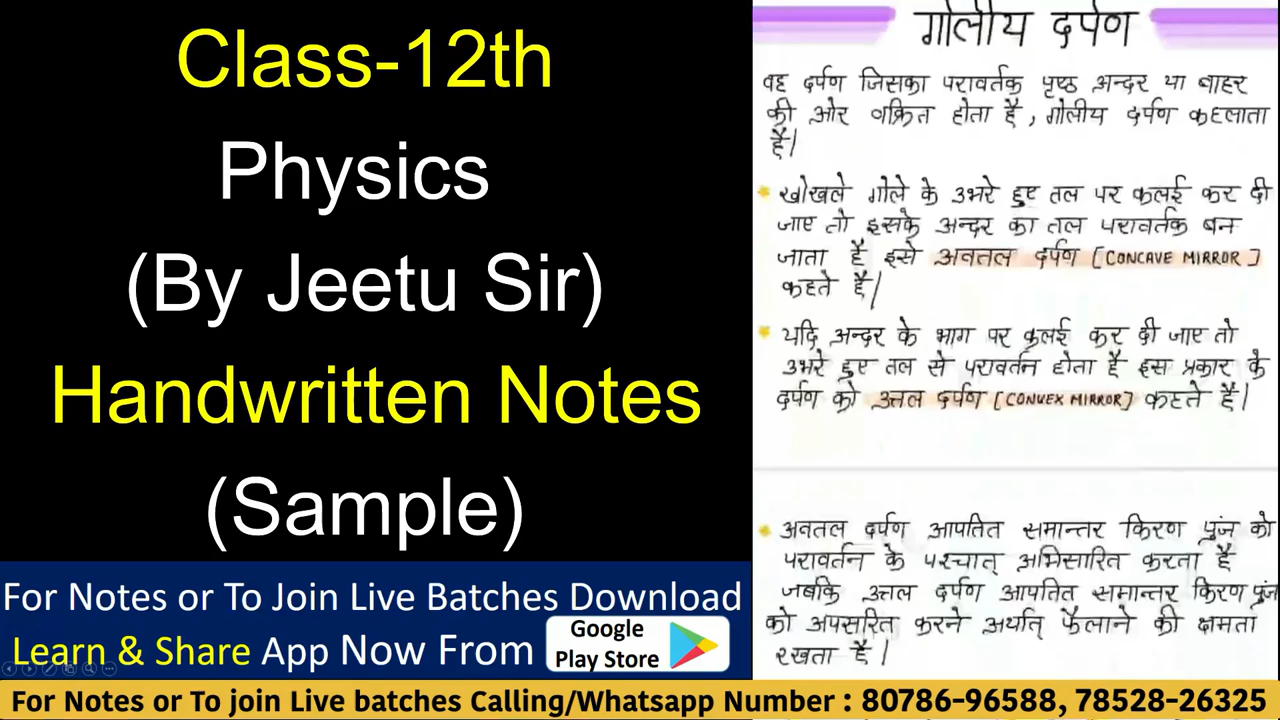 Class-12th
Physics
(By Jeetu Sir)
Handwritten Notes
(Sample)
For Notes or To Join Live Batches Download
Learn & Share App Now From
Google
Play Store
गोलीय दर्पण
वह दर्पण जिसका परावर्तक पृष्ठ अन्दर या बाहर
की ओर वक्रित होता है, गोलीय दर्पण कहलाता
है।
खोखले गोले के उभरे हुए तल पर कलई कर दी
जाए तो इसके अन्दर का तल परावर्तक बन
जाता है इसे अवतल दर्पण [CONCAVE MIRROR]
कहते है।
यदि अन्दर के भाग पर कलई कर दी जाए तो
उभरे हुए तल से परावर्तन होता है इस प्रकार के
दर्पण को उत्तल दर्पण [CONVEX MIRROR] कहते है।
अवतल दर्पण आपतित समान्तर किरण पुंज को
परावर्तन के पश्चात् अभिसारित करता है
जबकि उत्तल दर्पण आपतित समान्तर किरण पुंज
को अपसारित करने अर्थात् फैलाने की क्षमता
रखता है।
For Notes or To join Live batches Calling/Whatsapp Number : 80786-96588, 78528-26325